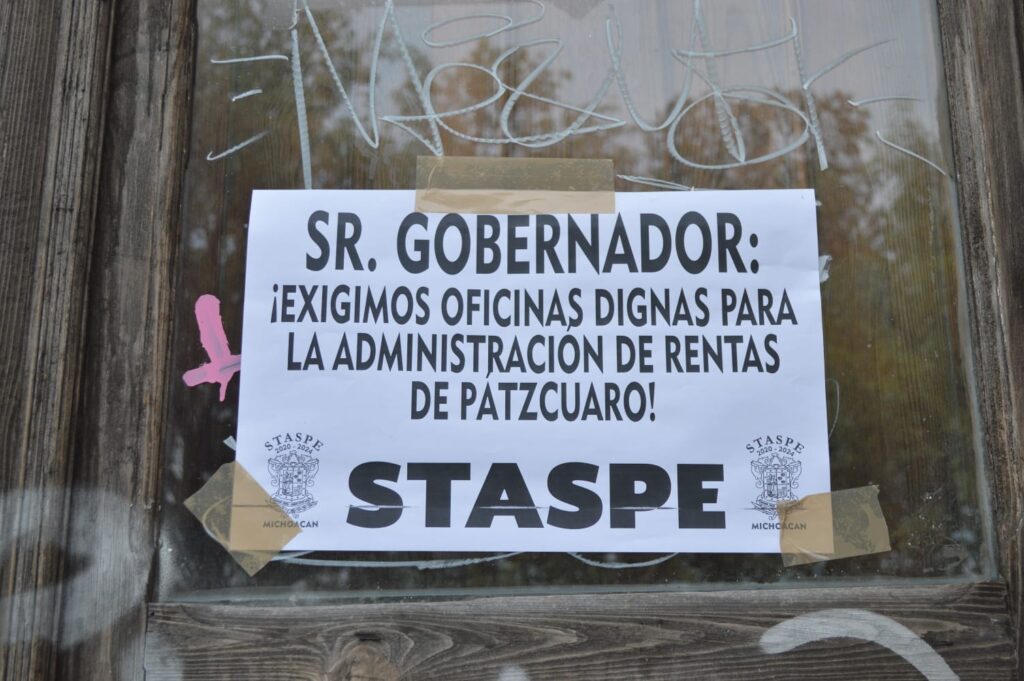 SR. GOBERNADOR:
¡EXIGIMOS OFICINAS DIGNAS PARA
LA ADMINISTRACIÓN DE RENTAS
DE PÁTZCUARO!
STASPE
2020 - 2024
MICHOACAN
STASPE
STASPE
2020 - 2024
MICHOACAN